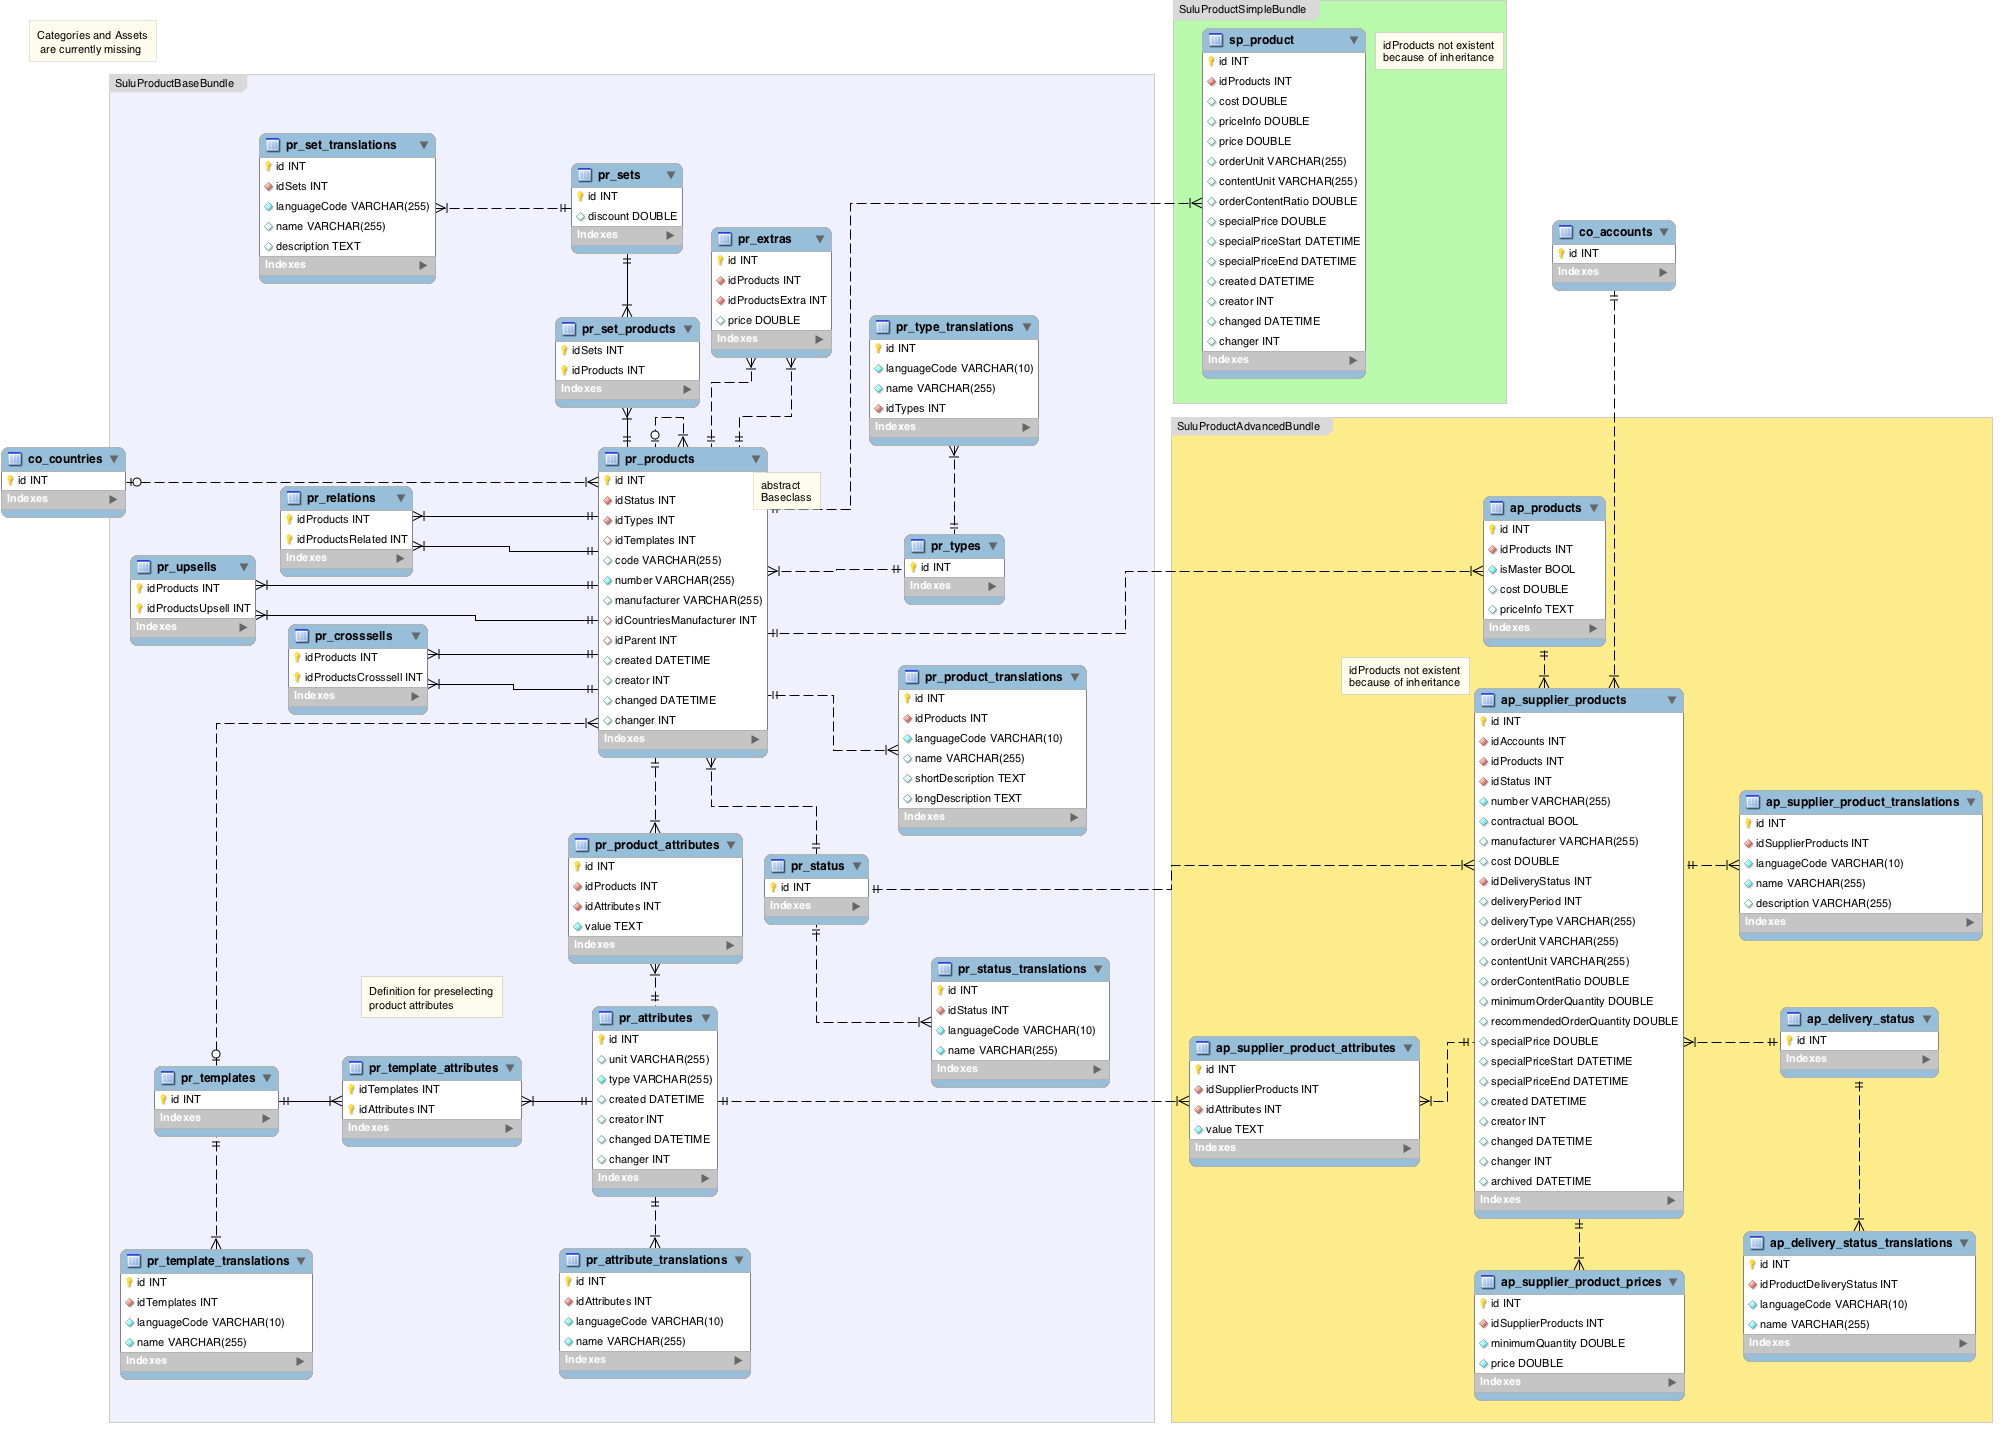 Categories and Assets
are currently missing
SuluProductBaseBundle
pr_set_translations
id INT
idSets INT
languageCode VARCHAR(255)
name VARCHAR(255)
description TEXT
Indexes
pr_sets
id INT
discount DOUBLE
Indexes
pr_extras
id INT
idProducts INT
idProductsExtra INT
price DOUBLE
Indexes
pr_set_products
idSets INT
idProducts INT
Indexes
pr_type_translations
id INT
languageCode VARCHAR(10)
name VARCHAR(255)
idTypes INT
Indexes
co_countries
id INT
Indexes
pr_relations
idProducts INT
idProductsRelated INT
Indexes
pr_upsells
idProducts INT
idProductsUpsell INT
Indexes
pr_crosssells
idProducts INT
idProductsCrosssell INT
Indexes
pr_products
id INT
idStatus INT
idTypes INT
idTemplates INT
code VARCHAR(255)
number VARCHAR(255)
manufacturer VARCHAR(255)
idCountriesManufacturer INT
idParent INT
created DATETIME
creator INT
changed DATETIME
changer INT
Indexes
abstract
Baseclass
pr_types
id INT
Indexes
pr_product_translations
id INT
idProducts INT
languageCode VARCHAR(10)
name VARCHAR(255)
shortDescription TEXT
longDescription TEXT
Indexes
pr_product_attributes
id INT
idProducts INT
idAttributes INT
value TEXT
Indexes
pr_status
id INT
Indexes
pr_status_translations
id INT
idStatus INT
languageCode VARCHAR(10)
name VARCHAR(255)
Indexes
Definition for preselecting
product attributes
pr_templates
id INT
Indexes
pr_template_attributes
idTemplates INT
idAttributes INT
Indexes
pr_attributes
id INT
unit VARCHAR(255)
type VARCHAR(255)
created DATETIME
creator INT
changed DATETIME
changer INT
Indexes
pr_template_translations
id INT
idTemplates INT
languageCode VARCHAR(10)
name VARCHAR(255)
Indexes
pr_attribute_translations
id INT
idAttributes INT
languageCode VARCHAR(10)
name VARCHAR(255)
Indexes
SuluProductSimpleBundle
sp_product
id INT
idProducts INT
cost DOUBLE
priceInfo DOUBLE
price DOUBLE
orderUnit VARCHAR(255)
contentUnit VARCHAR(255)
orderContentRatio DOUBLE
specialPrice DOUBLE
specialPriceStart DATETIME
specialPriceEnd DATETIME
created DATETIME
creator INT
changed DATETIME
changer INT
Indexes
idProducts not existent
because of inheritance
co_accounts
id INT
Indexes
SuluProductAdvancedBundle
ap_products
id INT
idProducts INT
isMaster BOOL
cost DOUBLE
priceInfo TEXT
Indexes
idProducts not existent
because of inheritance
ap_supplier_products
id INT
idAccounts INT
idProducts INT
idStatus INT
number VARCHAR(255)
contractual BOOL
manufacturer VARCHAR(255)
cost DOUBLE
idDeliveryStatus INT
deliveryPeriod INT
deliveryType VARCHAR(255)
orderUnit VARCHAR(255)
contentUnit VARCHAR(255)
orderContentRatio DOUBLE
minimumOrderQuantity DOUBLE
recommendedOrderQuantity DOUBLE
specialPrice DOUBLE
specialPriceStart DATETIME
specialPriceEnd DATETIME
created DATETIME
creator INT
changed DATETIME
changer INT
archived DATETIME
Indexes
ap_supplier_product_translations
id INT
idSupplierProducts INT
languageCode VARCHAR(10)
name VARCHAR(255)
description VARCHAR(255)
Indexes
ap_supplier_product_attributes
id INT
idSupplierProducts INT
idAttributes INT
value TEXT
Indexes
ap_delivery_status
id INT
Indexes
ap_supplier_product_prices
id INT
idSupplierProducts INT
minimumQuantity DOUBLE
price DOUBLE
Indexes
ap_delivery_status_translations
id INT
idProductDeliveryStatus INT
languageCode VARCHAR(10)
name VARCHAR(255)
Indexes